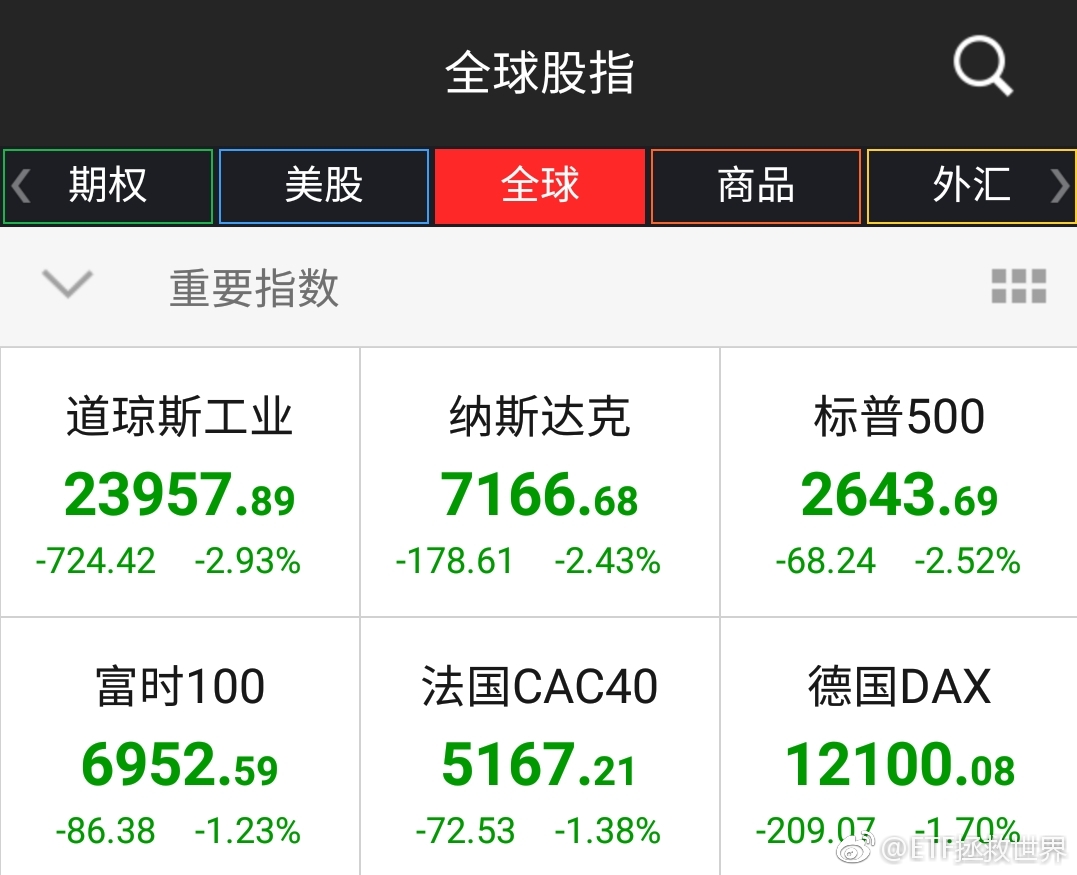 全球股指
期权 美股 全球 商品 外汇
重要指数
道琼斯工业 纳斯达克 标普500
23957.89 7166.68 2643.69
-724.42 -2.93% -178.61 -2.43% -68.24 -2.52%
富时100 法国CAC40 德国DAX
6952.59 5167.21 12100.08
-86.38 -1.23% -72.53 -1.38% -209.07 -1.70%
@ETF拯救世界